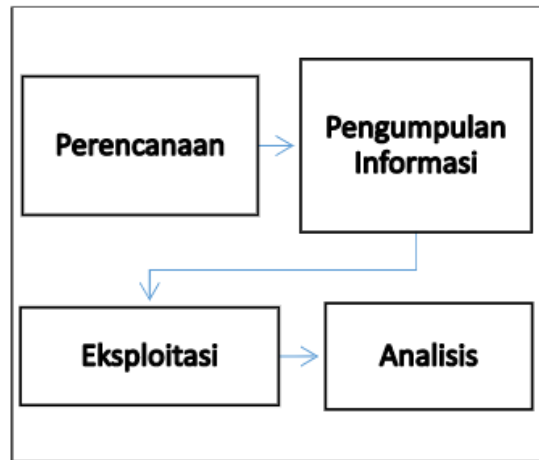 Perencanaan
Pengumpulan
Informasi
Eksploitasi
Analisis